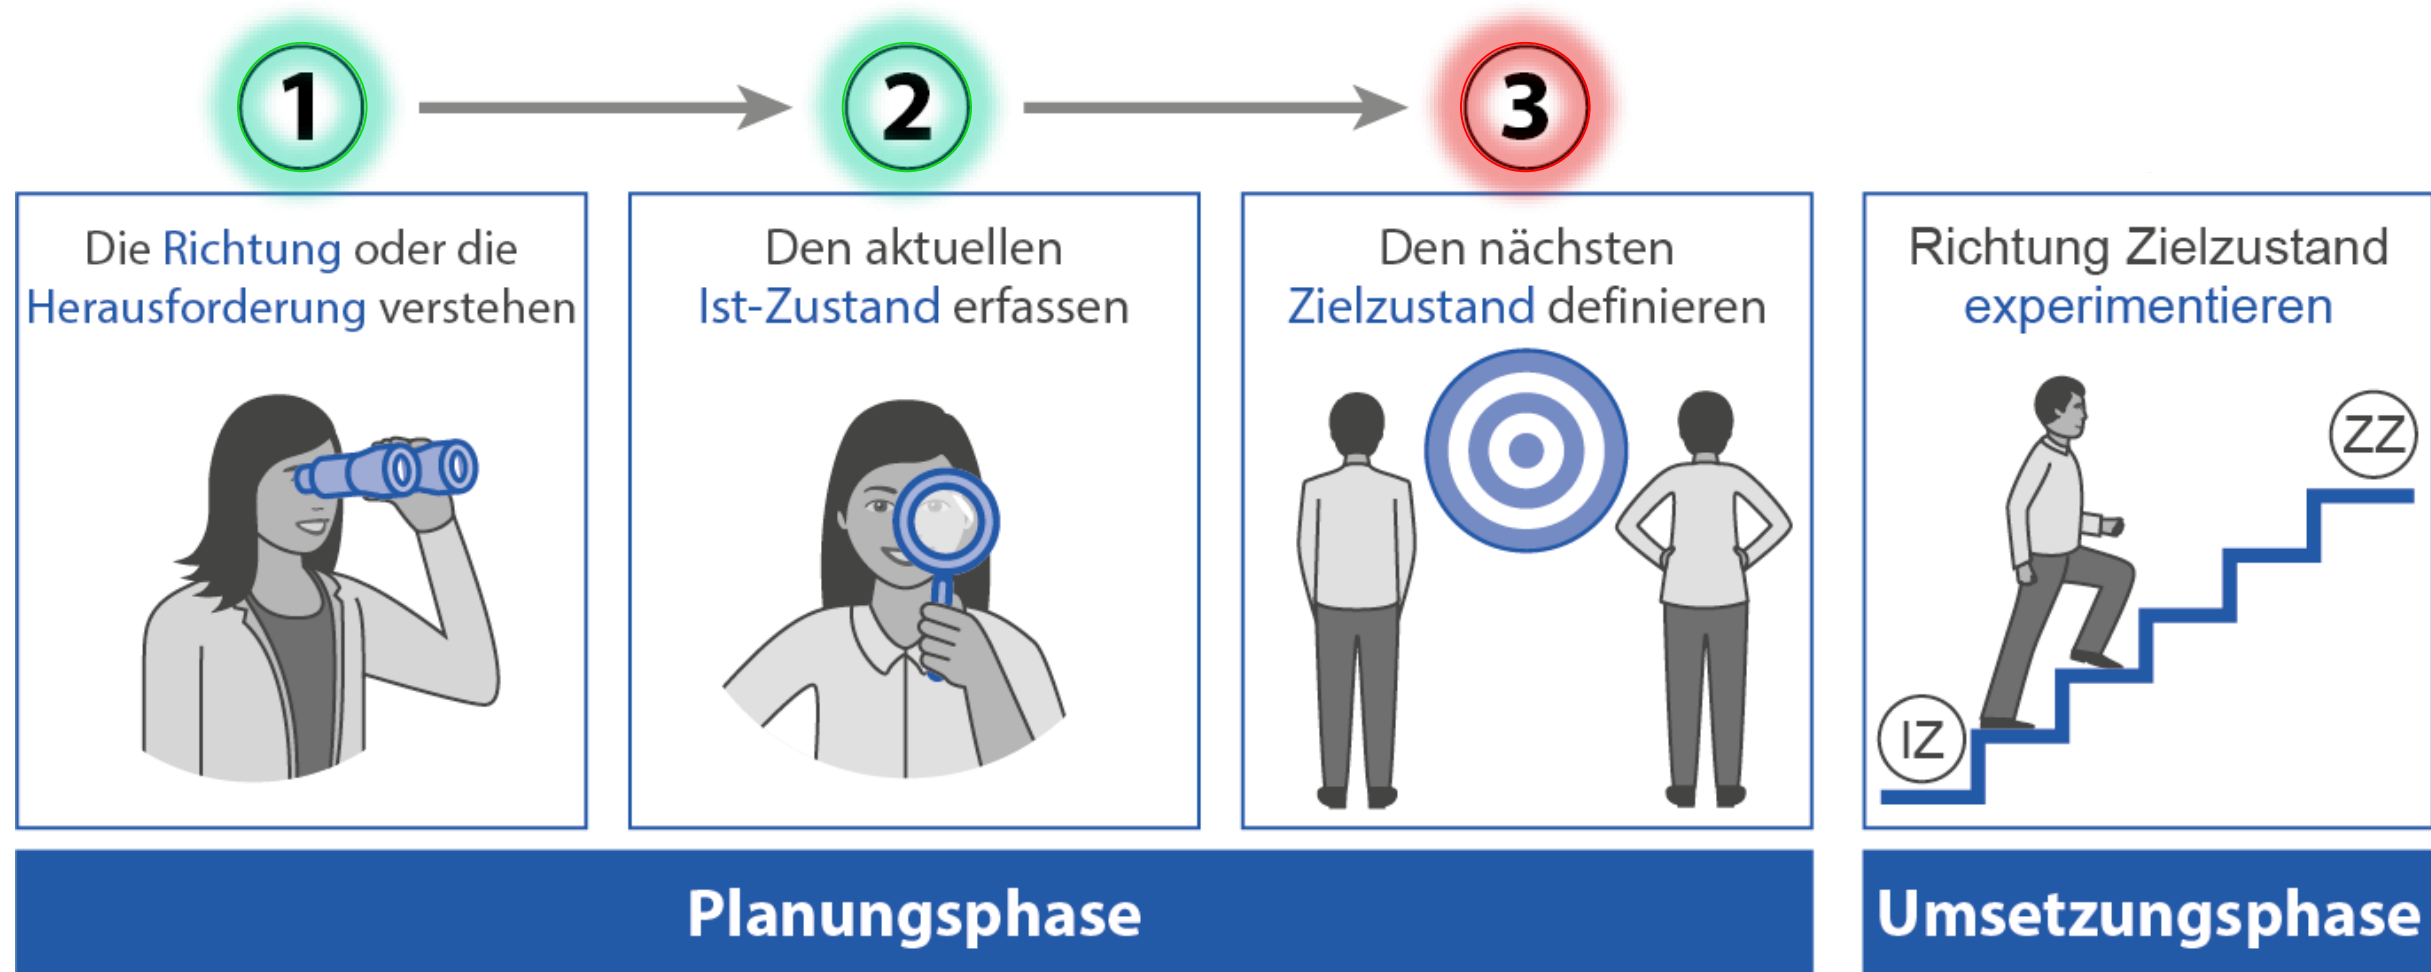 1
2
3
Die Richtung oder die
Herausforderung verstehen
Den aktuellen
Ist-Zustand erfassen
Den nächsten
Zielzustand definieren
Richtung Zielzustand
experimentieren
ZZ
IZ
Planungsphase
Umsetzungsphase